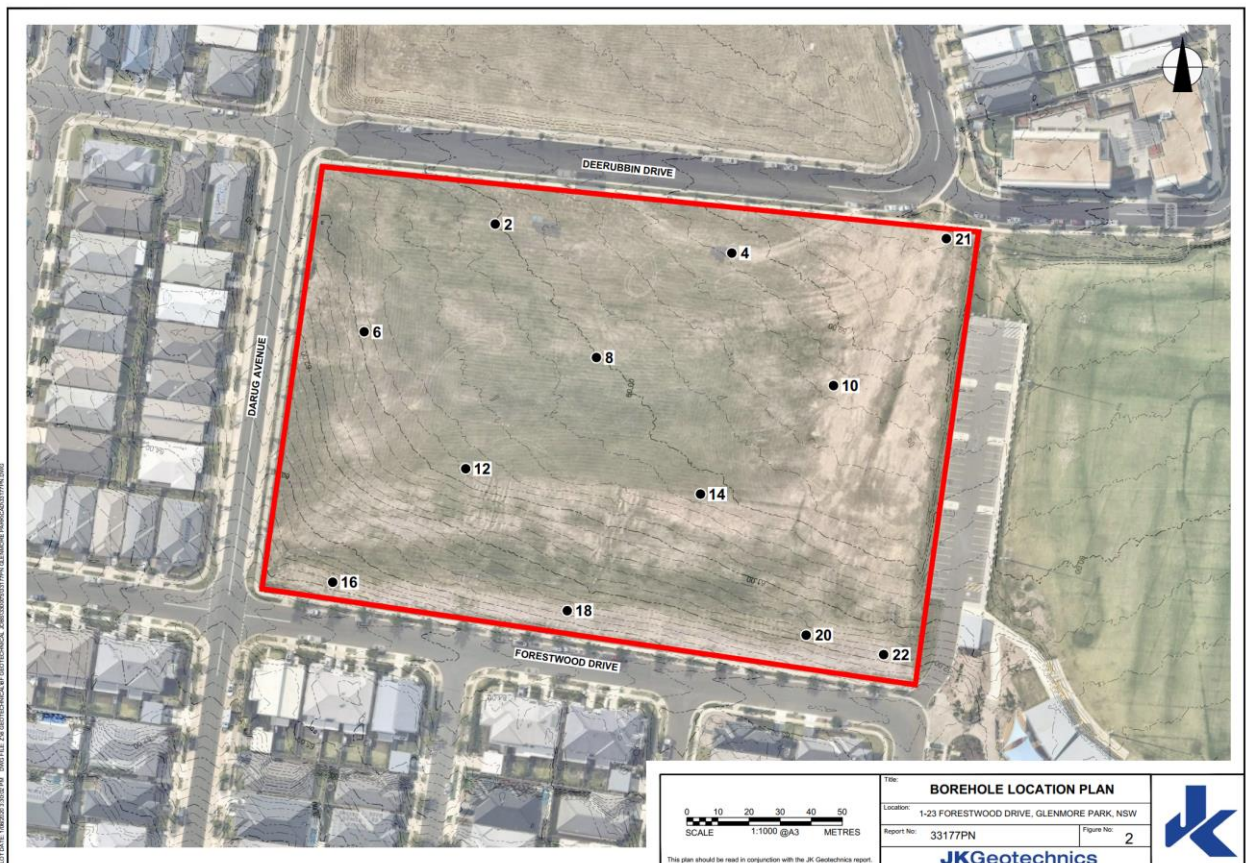 DEERUBBIN DRIVE
2
21
4
6
8
DARUG AVENUE
10
12
14
16
18
20
22
FORESTWOOD DRIVE
0 10 20 30 40 50
SCALE 1:1000 @A3 METRES
This plan should be read in conjunction with the JK Geotechnics report.
Title:
BOREHOLE LOCATION PLAN
Location:
1-23 FORESTWOOD DRIVE, GLENMORE PARK, NSW
Report No: 33177PN
Figure No: 2
JKGeotechnics
JK